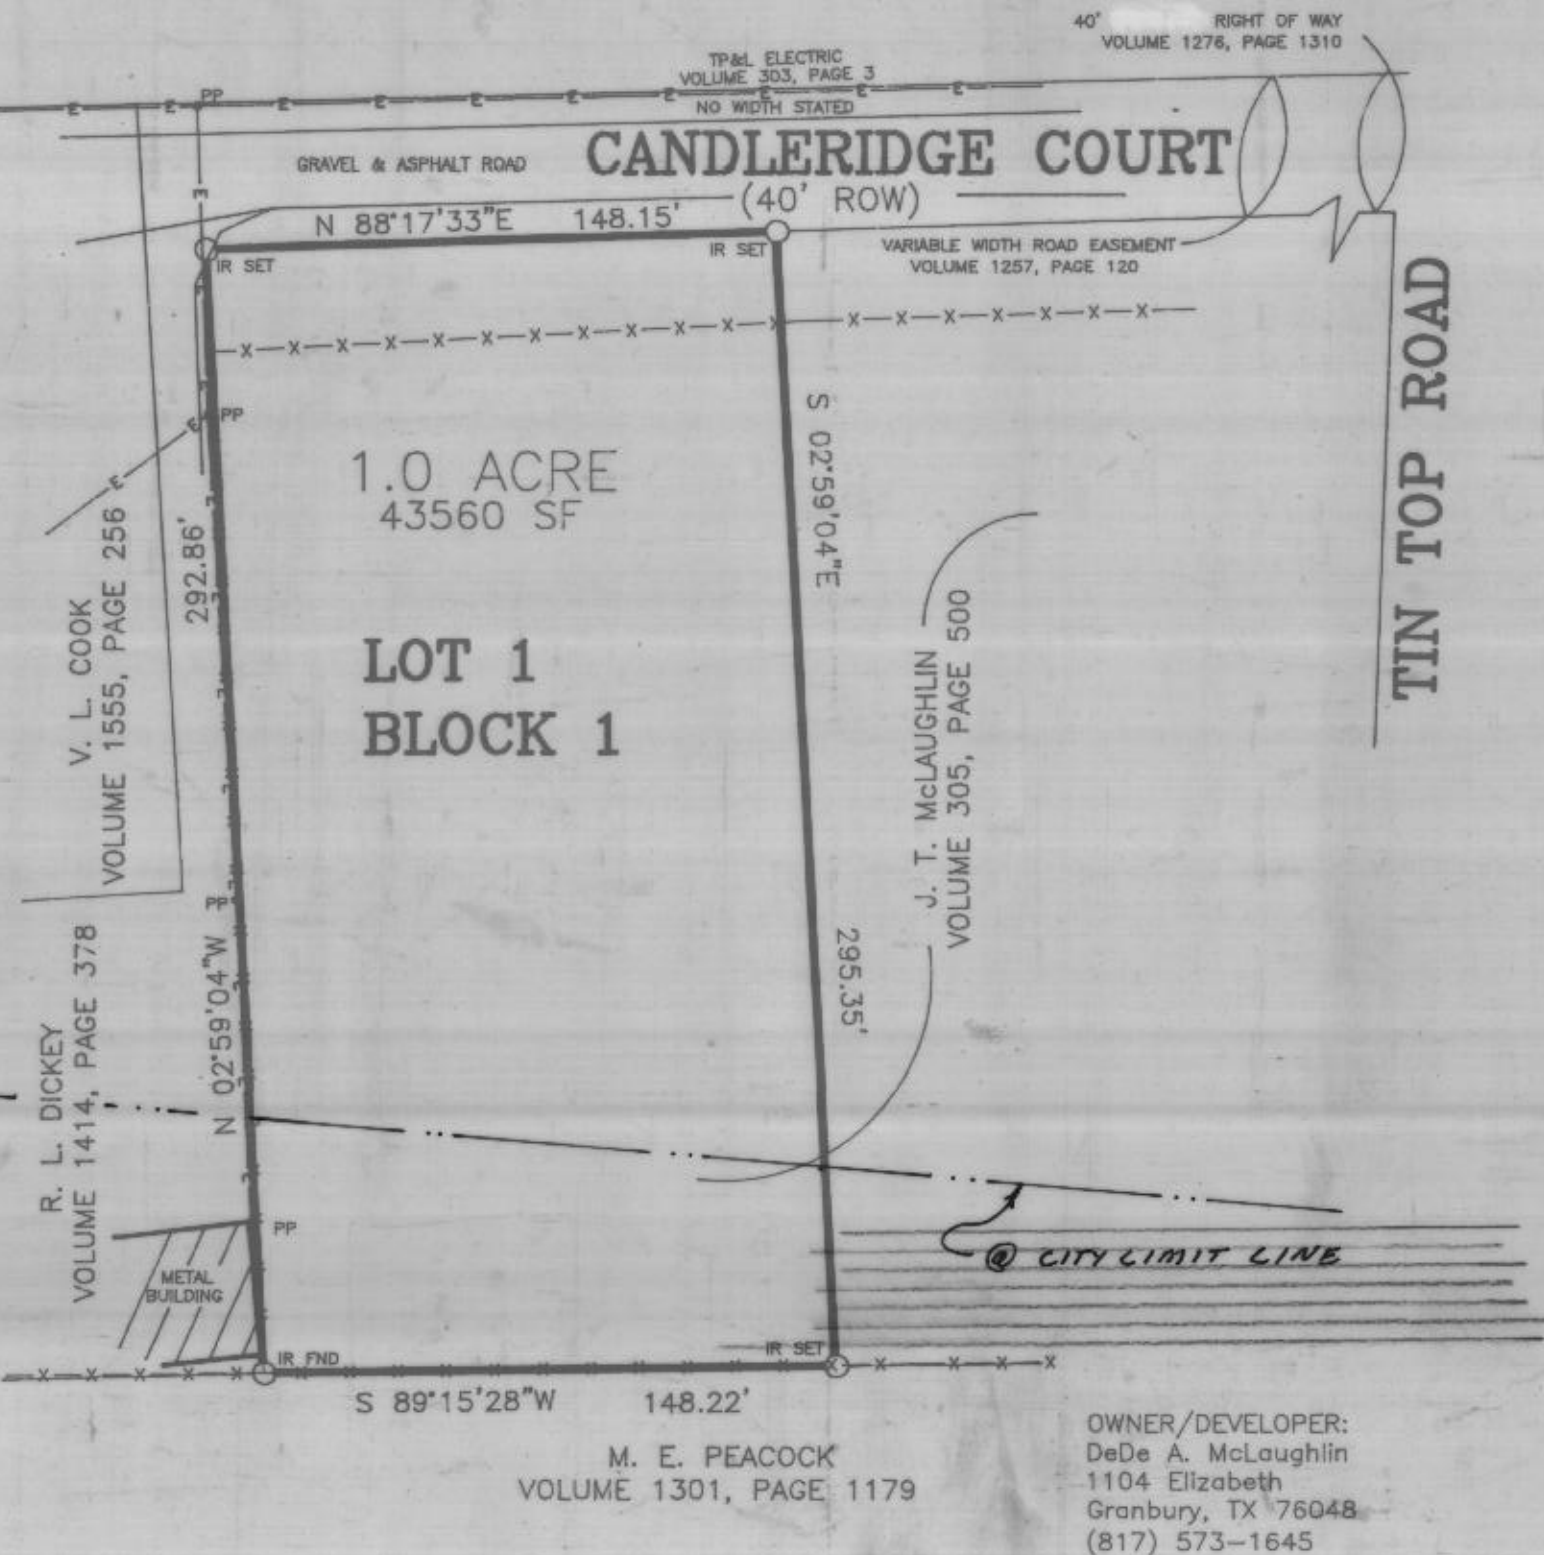 40' RIGHT OF WAY
VOLUME 1276, PAGE 1310
TP&L ELECTRIC
VOLUME 303, PAGE 3
NO WIDTH STATED
E E E E E E E E E E
PP
GRAVEL & ASPHALT ROAD
CANDLERIDGE COURT
(40' ROW)
E
N 88°17'33"E 148.15'
IR SET
IR SET
VARIABLE WIDTH ROAD EASEMENT
VOLUME 1257, PAGE 120
TIN TOP ROAD
X X X X X X X X X X X X X X X X X X X
PP
E
E
1.0 ACRE
43560 SF
S 02°59'04"E
295.35'
292.86'
N 02°59'04"W
V. L. COOK
VOLUME 1555, PAGE 256
LOT 1
BLOCK 1
J. T. McLAUGHLIN
VOLUME 305, PAGE 500
PP
R. L. DICKEY
VOLUME 1414, PAGE 378
PP
METAL
BUILDING
@ CITY LIMIT LINE
IR FND
IR SET
S 89°15'28"W 148.22'
M. E. PEACOCK
VOLUME 1301, PAGE 1179
OWNER/DEVELOPER:
DeDe A. McLaughlin
1104 Elizabeth
Granbury, TX 76048
(817) 573-1645